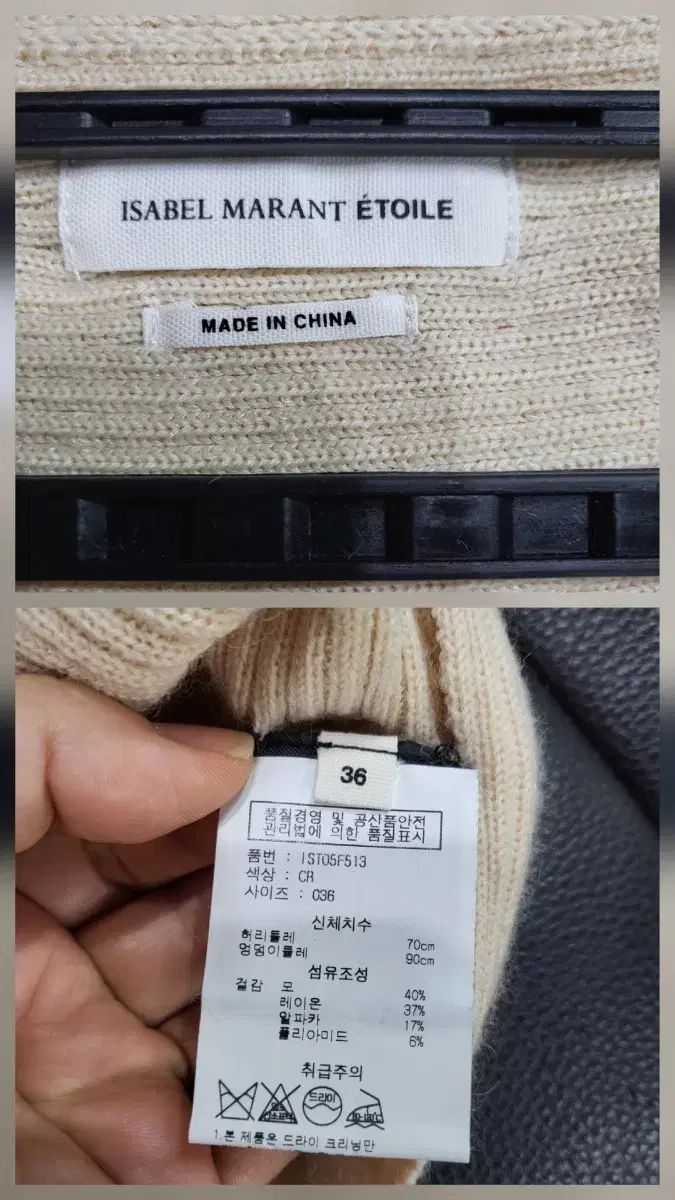 ISABEL MARANT ÉTOILE
MADE IN CHINA
36
품질경영 및 공산품안전
관리법에 의한 품질표시
품번 : IST05F513
색상 : CR
사이즈 : 036
신체치수
허리둘레 70cm
엉덩이둘레 90cm
섬유조성
겉감 모 40%
레이온 37%
알파카 17%
폴리아미드 6%
취급주의
드라이
1.본 제품은 드라이 크리닝만